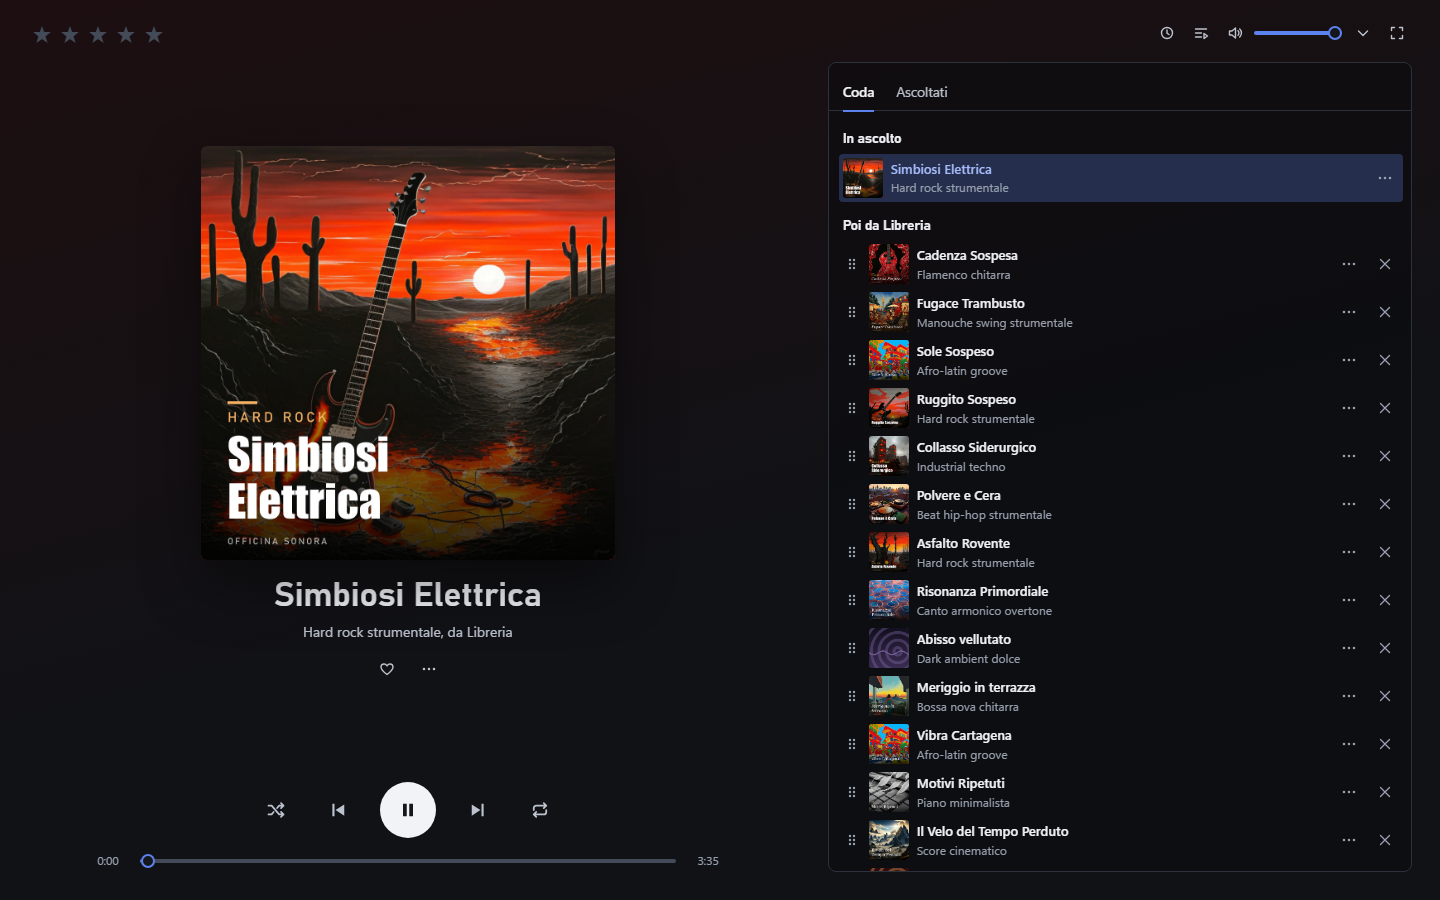 HARD ROCK
Simbiosi
Elettrica
OFFICINA SONORA
Simbiosi Elettrica
Hard rock strumentale, da Libreria
0:00
3:35
Coda
Ascoltati
In ascolto
Simbiosi Elettrica
Hard rock strumentale
Poi da Libreria
Cadenza Sospesa
Flamenco chitarra
Fugace Trambusto
Manouche swing strumentale
Sole Sospeso
Afro-latin groove
Ruggito Sospeso
Hard rock strumentale
Collasso Siderurgico
Industrial techno
Polvere e Cera
Beat hip-hop strumentale
Asfalto Rovente
Hard rock strumentale
Risonanza Primordiale
Canto armonico overtone
Abisso vellutato
Dark ambient dolce
Meriggio in terrazza
Bossa nova chitarra
Vibra Cartagena
Afro-latin groove
Motivi Ripetuti
Piano minimalista
Il Velo del Tempo Perduto
Score cinematico